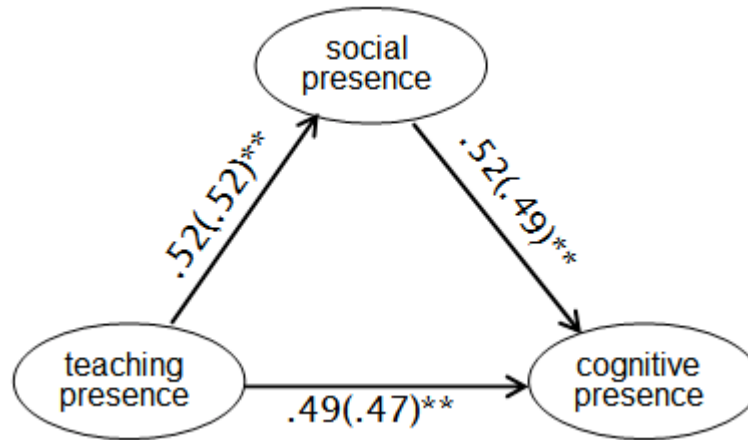 social
presence
.52(.52)**
.52(.49)**
teaching
presence
cognitive
presence
.49(.47)**